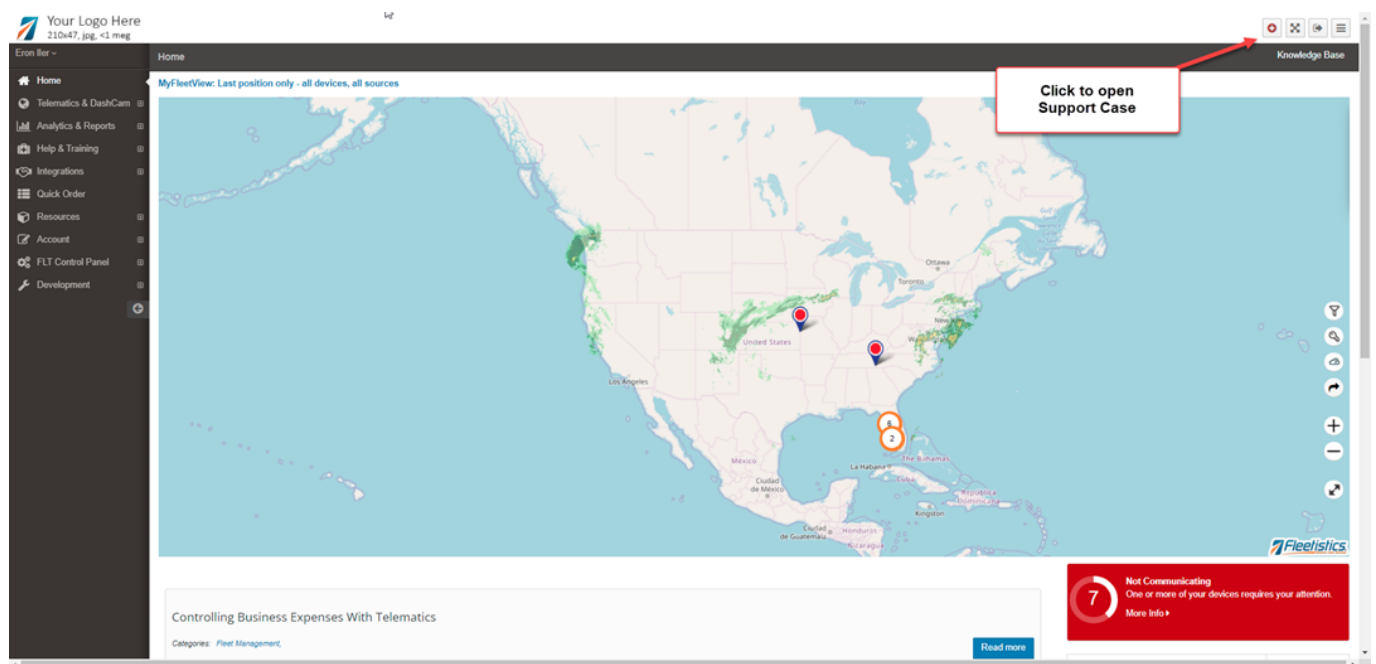 Your Logo Here
210x47, jpg, <1 meg
Eron Iler
Home
Knowledge Base
Home
Telematics & DashCam
Analytics & Reports
Help & Training
Integrations
Quick Order
Resources
Account
FLT Control Panel
Development
MyFleetView: Last position only - all devices, all sources
Click to open
Support Case
Ottawa
Toronto
New
United States
W
Los Angeles
6
2
México
La Habana
The Bahamas
Cuba
Ciudad
de México
República
Dominicana
Kingston
Ciudad
de Guatemala
Honduras
Nicaragua
Fleetistics
Not Communicating
7
One or more of your devices requires your attention.
More Info
Controlling Business Expenses With Telematics
Categories: Fleet Management,
Read more